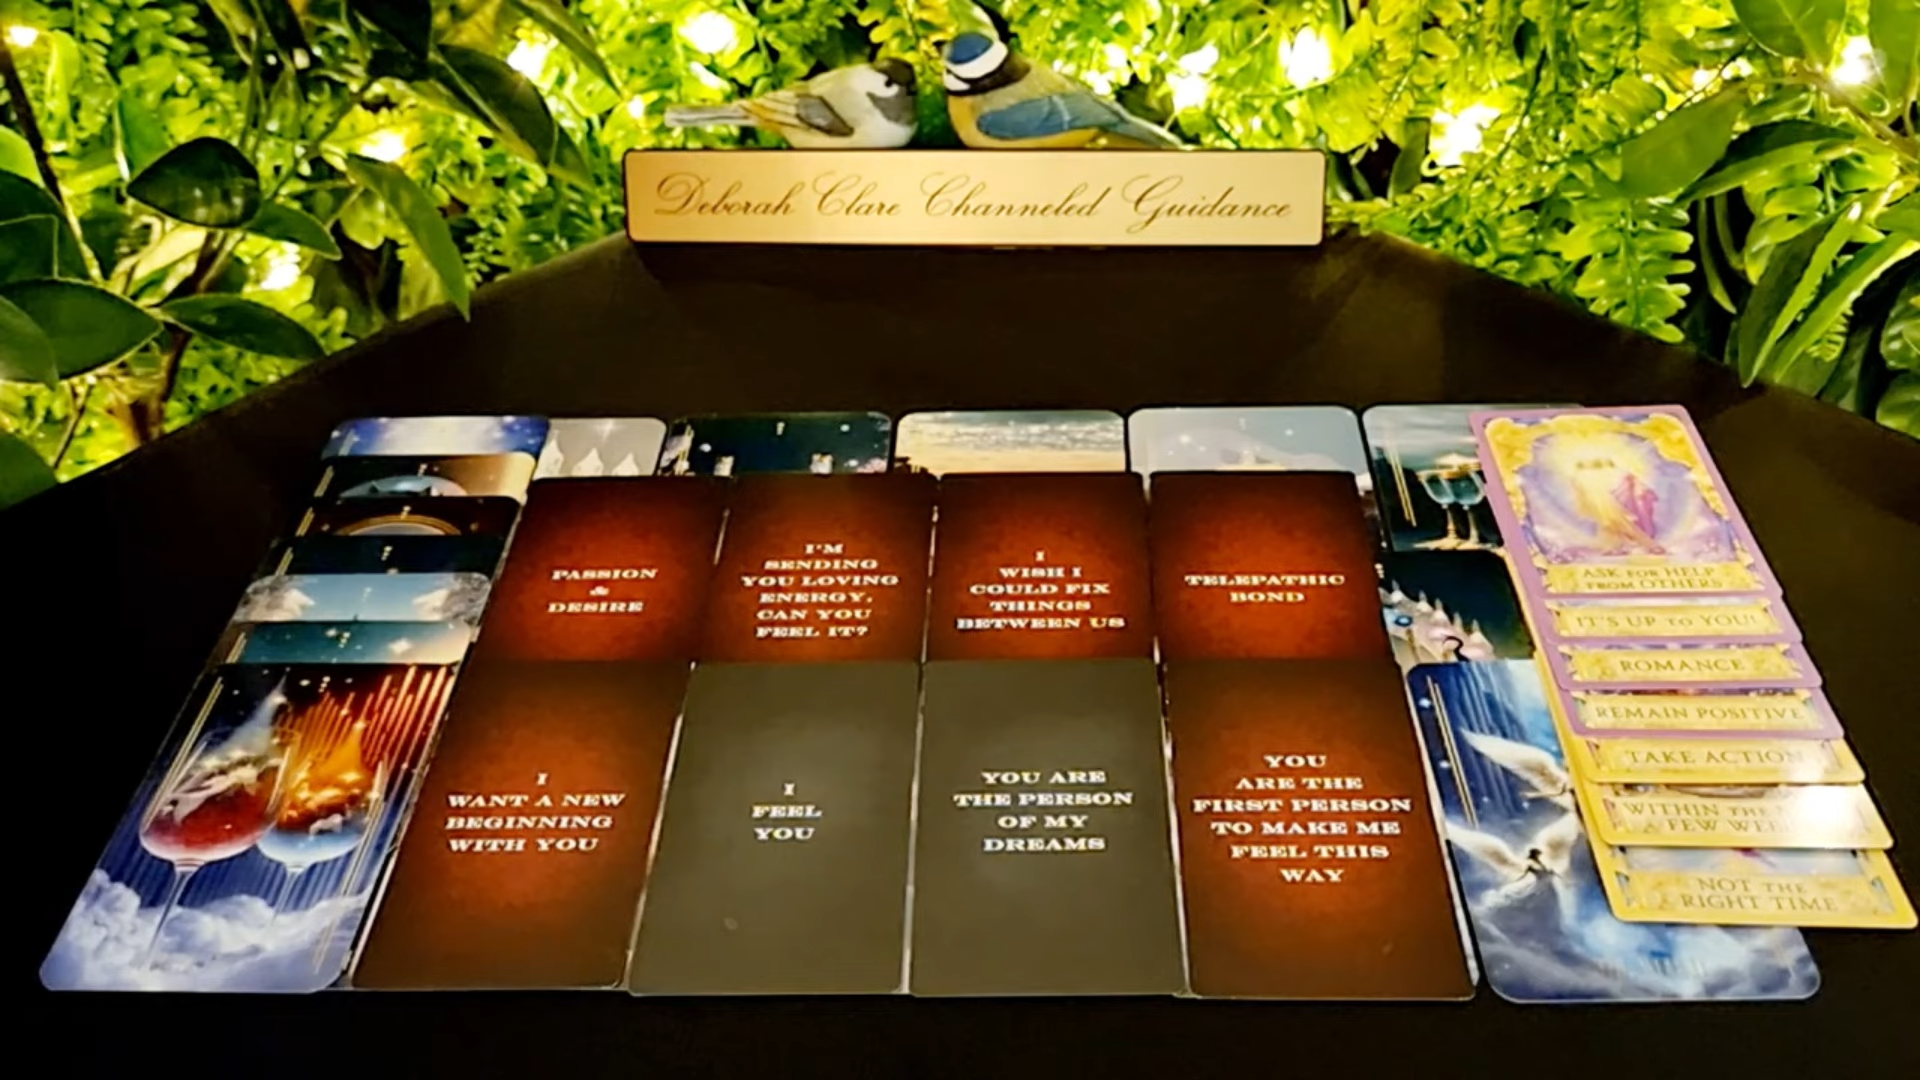 Deborah Clare Channeled Guidance
PASSION
&
DESIRE
I'M
SENDING
YOU LOVING
ENERGY,
CAN YOU
FEEL IT?
I
WISH I
COULD FIX
THINGS
BETWEEN US
TELEPATHIC
BOND
I
WANT A NEW
BEGINNING
WITH YOU
I
FEEL
YOU
YOU ARE
THE PERSON
OF MY
DREAMS
YOU
ARE THE
FIRST PERSON
TO MAKE ME
FEEL THIS
WAY
ASK FOR HELP
FROM OTHERS
IT'S UP TO YOU!
ROMANCE
REMAIN POSITIVE
TAKE ACTION
WITHIN THE
FEW
NOT THE
RIGHT TIME